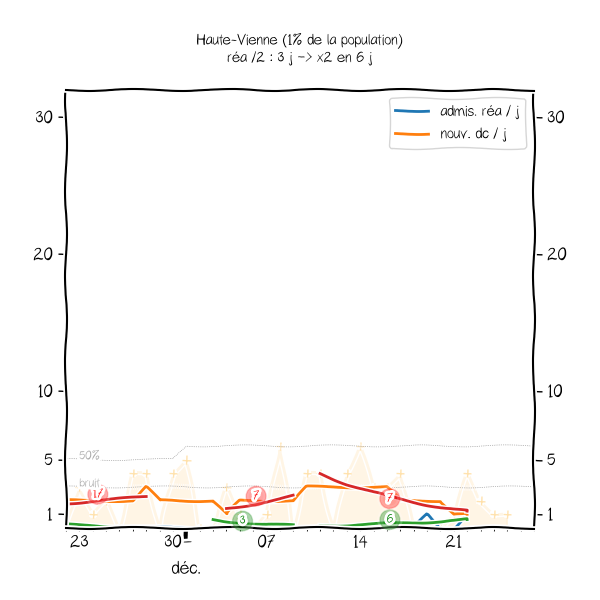 Haute-Vienne (1% de la population)
réa /2 : 3 j -> x2 en 6 j
admis. réa / j
nouv. dc / j
30 30
20 20
10 10
50%
5 5
bruit
17 7 7
3 6
1 1
23 30 07 14 21
déc.